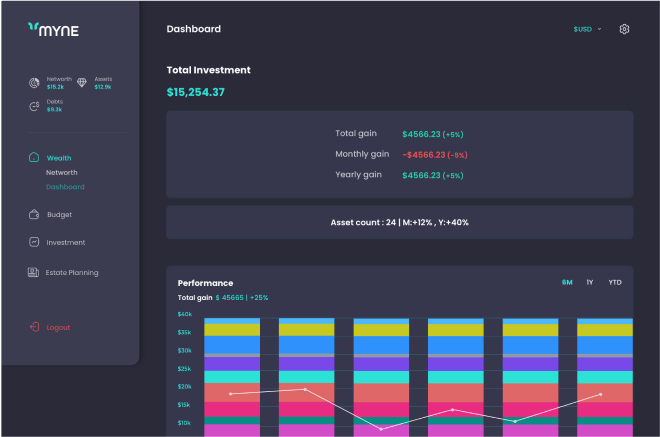 MYNE
Networth
$15.2k
Assets
$12.9k
Debts
$9.3k
Wealth
Networth
Dashboard
Budget
Investment
Estate Planning
Logout
Dashboard
$USD
Total Investment
$15,254.37
Total gain $4566.23 (+5%)
Monthly gain -$4566.23 (-5%)
Yearly gain $4566.23 (+5%)
Asset count : 24 | M:+12% , Y:+40%
Performance
6M 1Y YTD
Total gain $ 45665 | +25%
$40k
$35k
$30k
$25k
$20k
$15k
$10k